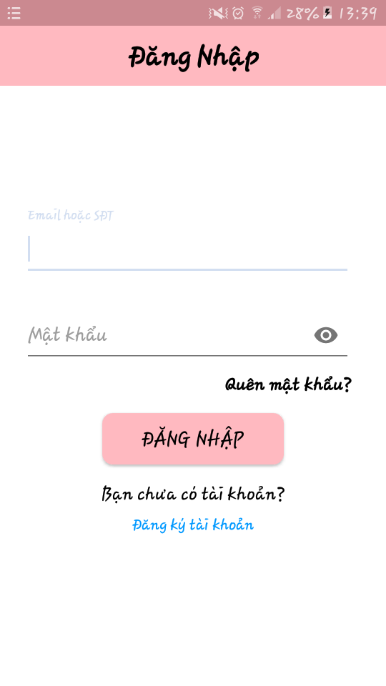 28% 13:39
Đăng Nhập
Email hoặc SĐT
Mật khẩu
Quên mật khẩu?
ĐĂNG NHẬP
Bạn chưa có tài khoản?
Đăng ký tài khoản